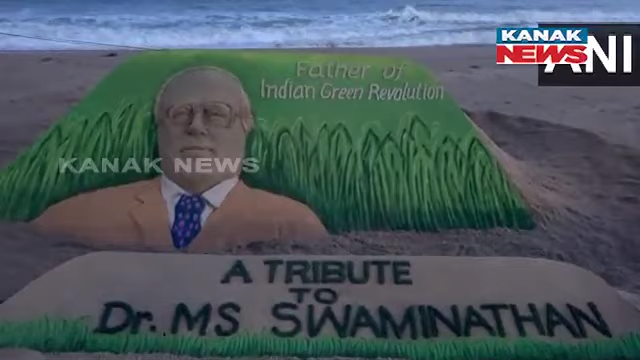 KANAK
NEWS
ANI
Father of
Indian Green Revolution
KANAK NEWS
A TRIBUTE
TO
Dr. MS SWAMINATHAN